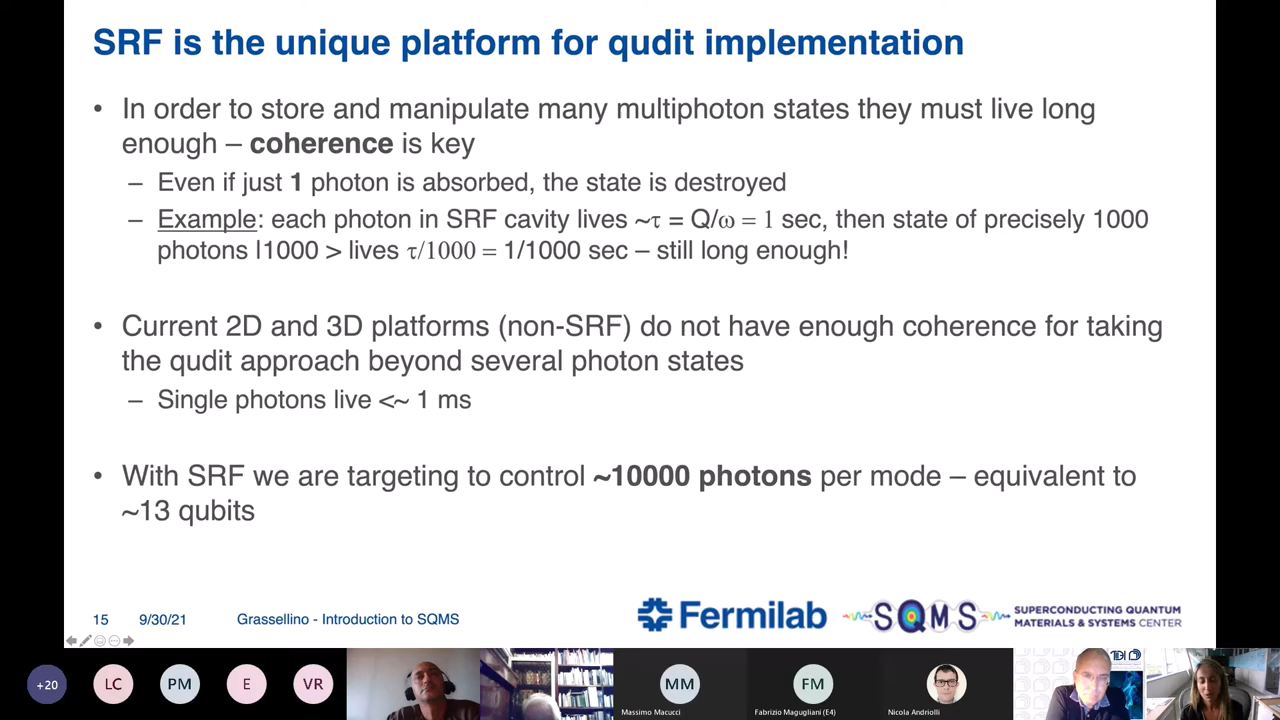 SRF is the unique platform for qudit implementation
• In order to store and manipulate many multiphoton states they must live long
enough – coherence is key
– Even if just 1 photon is absorbed, the state is destroyed
– Example: each photon in SRF cavity lives ~τ = Q/ω = 1 sec, then state of precisely 1000
photons |1000 > lives τ/1000 = 1/1000 sec – still long enough!
• Current 2D and 3D platforms (non-SRF) do not have enough coherence for taking
the qudit approach beyond several photon states
– Single photons live <~ 1 ms
• With SRF we are targeting to control ~10000 photons per mode – equivalent to
~13 qubits
15 9/30/21 Grassellino - Introduction to SQMS
Fermilab
SQMS
SUPERCONDUCTING QUANTUM
MATERIALS & SYSTEMS CENTER
+20
LC
PM
E
VR
MM
Massimo Macucci
FM
Fabrizio Magugliani (E4)
Nicola Andriolli